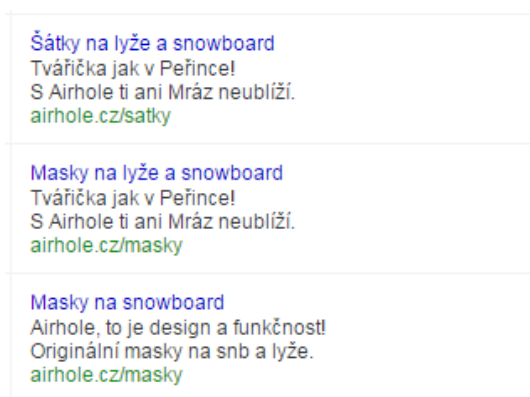 Šátky na lyže a snowboard
Tvářička jak v Peřince!
S Airhole ti ani Mráz neublíží.
airhole.cz/satky
Masky na lyže a snowboard
Tvářička jak v Peřince!
S Airhole ti ani Mráz neublíží.
airhole.cz/masky
Masky na snowboard
Airhole, to je design a funkčnost!
Originální masky na snb a lyže.
airhole.cz/masky